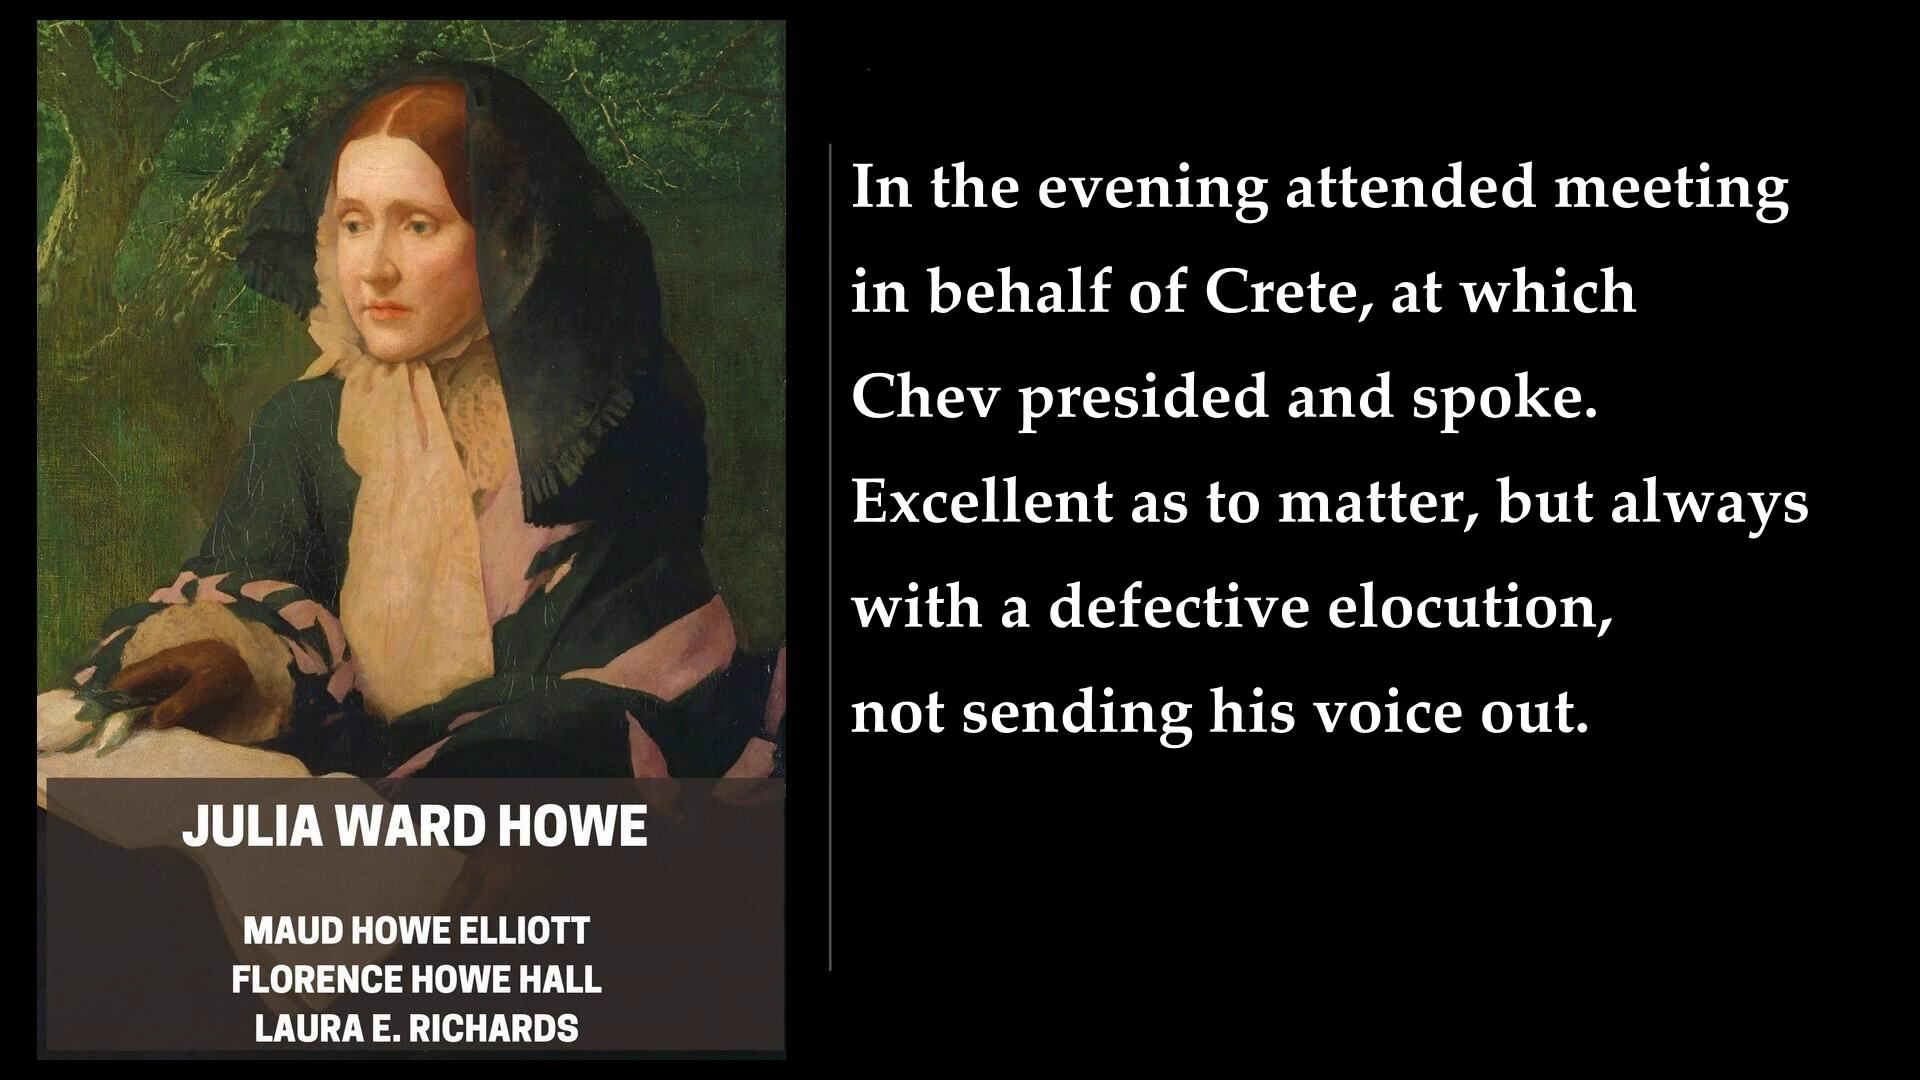 JULIA WARD HOWE
MAUD HOWE ELLIOTT
FLORENCE HOWE HALL
LAURA E. RICHARDS
In the evening attended meeting
in behalf of Crete, at which
Chev presided and spoke.
Excellent as to matter, but always
with a defective elocution,
not sending his voice out.